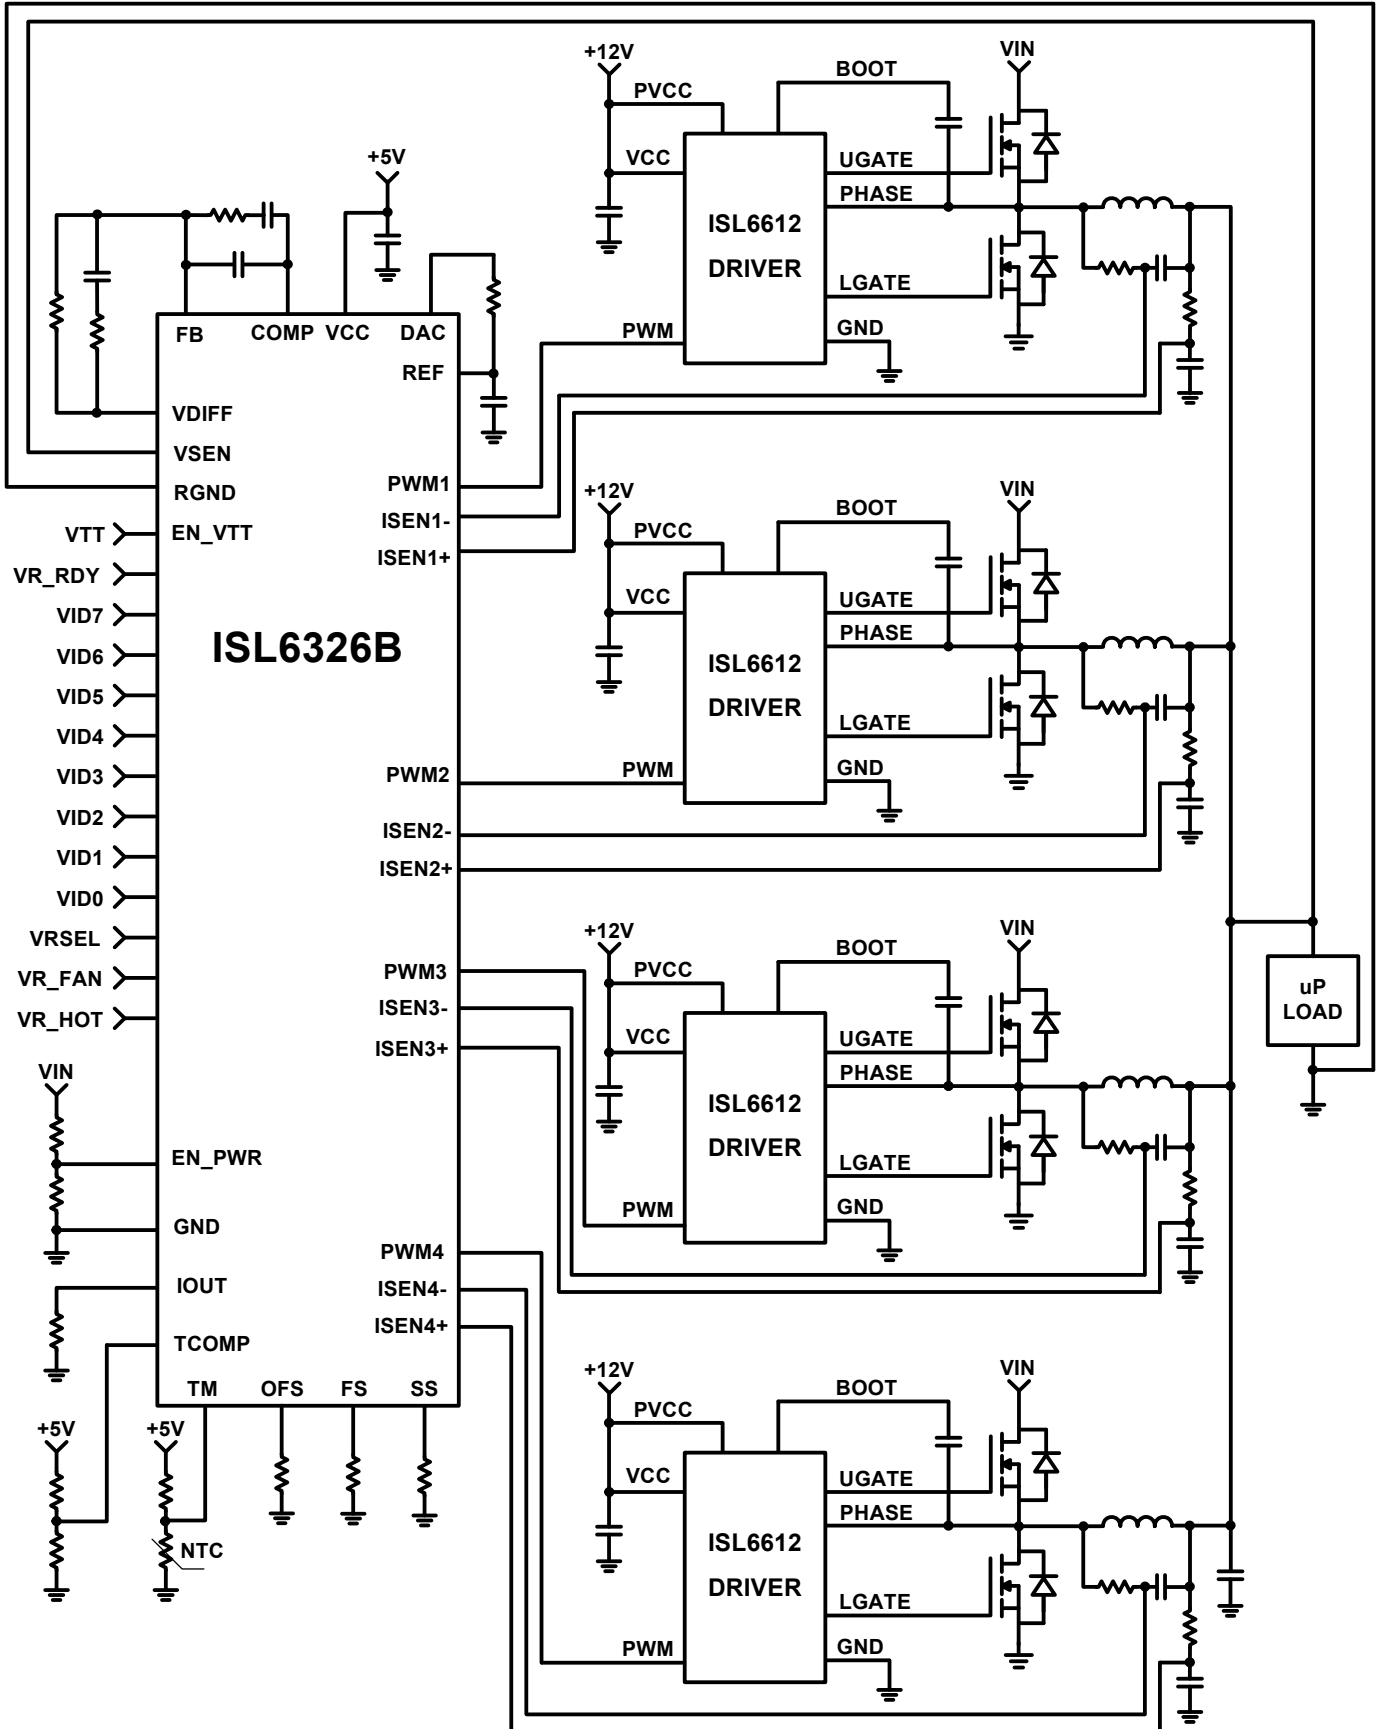 +12V
VIN
BOOT
PVCC
VCC
UGATE
PHASE
ISL6612
DRIVER
LGATE
GND
PWM
+5V
FB
COMP
VCC
DAC
REF
VDIFF
VSEN
RGND
PWM1
ISEN1-
ISEN1+
VTT
EN_VTT
VR_RDY
VID7
VID6
VID5
VID4
VID3
VID2
VID1
VID0
VRSEL
VR_FAN
VR_HOT
ISL6326B
+12V
VIN
BOOT
PVCC
VCC
UGATE
PHASE
ISL6612
DRIVER
LGATE
GND
PWM
PWM2
ISEN2-
ISEN2+
+12V
VIN
BOOT
PVCC
VCC
UGATE
PHASE
ISL6612
DRIVER
LGATE
GND
PWM
PWM3
ISEN3-
ISEN3+
uP
LOAD
VIN
EN_PWR
GND
IOUT
TCOMP
PWM4
ISEN4-
ISEN4+
TM
OFS
FS
SS
+5V
+5V
NTC
+12V
VIN
BOOT
PVCC
VCC
UGATE
PHASE
ISL6612
DRIVER
LGATE
GND
PWM